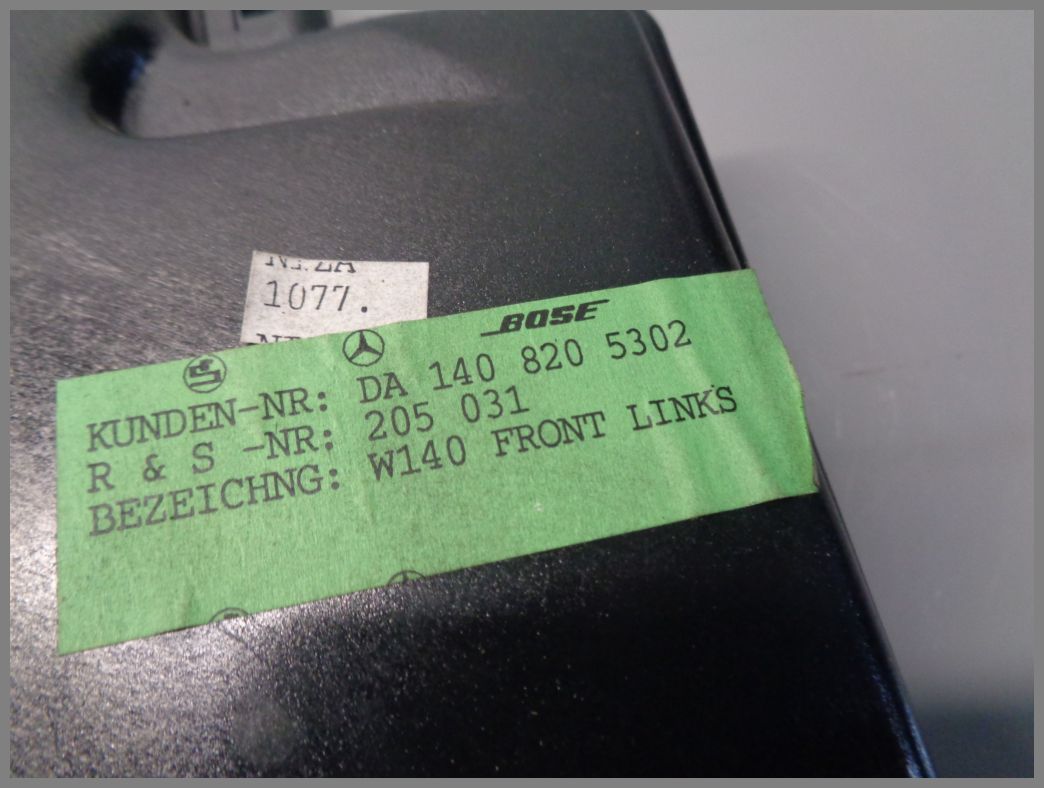 1077.
BOSE
KUNDEN-NR: DA 140 820 5302
R & S -NR: 205 031
BEZEICHNG: W140 FRONT LINKS